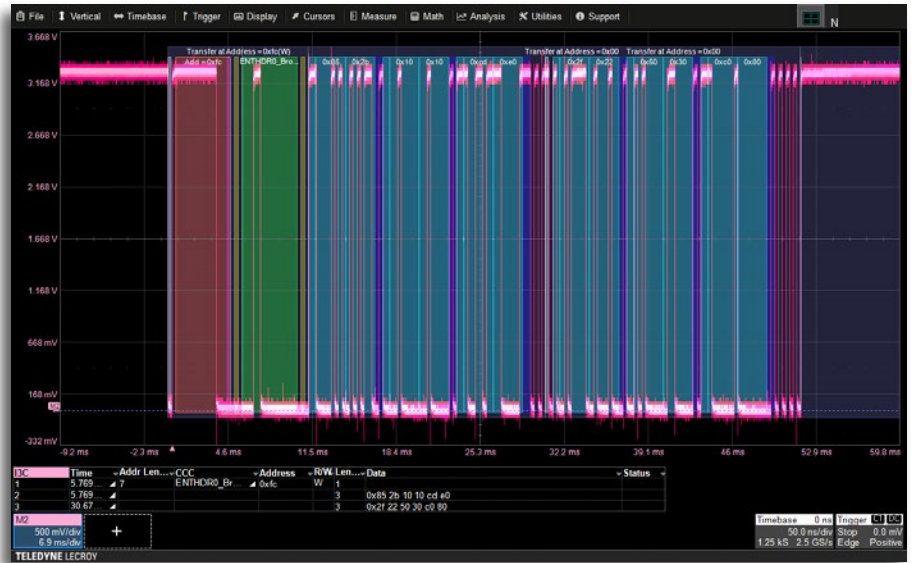 File Vertical Timebase Trigger Display Cursors Measure Math Analysis Utilities Support
N
3.668 V
Transfer at Address=0xfc(W) Transfer at Address=0x00 Transfer at Address=0x00
Add=0xfc ENTHDR0_Bro... 0x85 0x2b 0x10 0x10 0xcd 0xe0 0x2f 0x22 0x50 0x30 0xc0 0x80
3.168 V
2.668 V
2.168 V
1.668 V
1.168 V
668 mV
168 mV
M2
-332 mV
-9.2 ms -2.3 ms 4.6 ms 11.5 ms 18.4 ms 25.3 ms 32.2 ms 39.1 ms 46 ms 52.9 ms 59.8 ms
I3C Time Addr Len... CCC Address R/W Len... Data Status
1 5.769... 7 ENTHDR0_Br... 0xfc W 1
2 5.769... 3 0x85 2b 10 10 cd e0
3 30.67... 3 0x2f 22 50 30 c0 80
M2
500 mV/div
6.9 ms/div
+
Timebase 0 ns Trigger C1 DC
50.0 ns/div Stop 0.0 mV
1.25 kS 2.5 GS/s Edge Positive
TELEDYNE LECROY